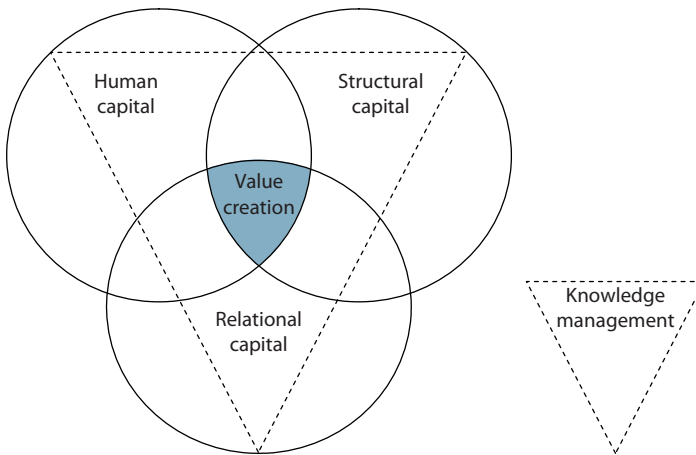 Human
capital
Structural
capital
Value
creation
Relational
capital
Knowledge
management